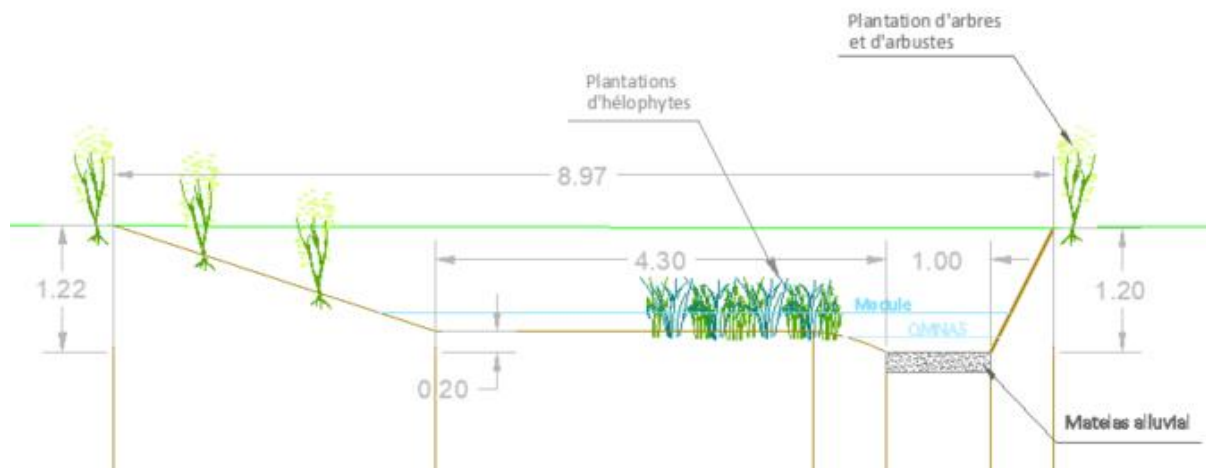 Plantation d'arbres
et d'arbustes
Plantations
d'hélophytes
8.97
4.30
1.00
1.22
1.20
Module
QMNAS
0.20
Matelas alluvial